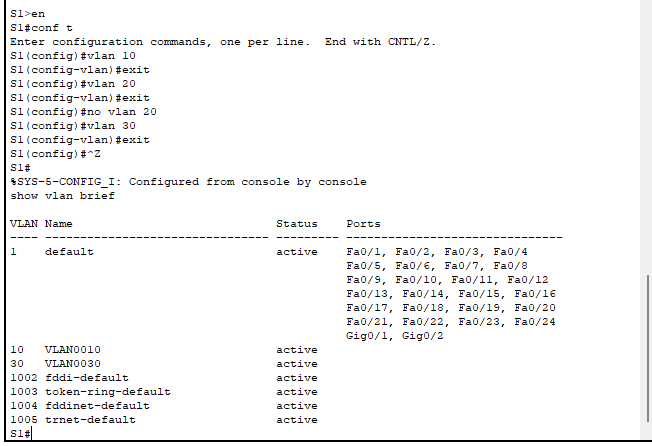 S1>en
S1#conf t
Enter configuration commands, one per line.  End with CNTL/Z.
S1(config)#vlan 10
S1(config-vlan)#exit
S1(config)#vlan 20
S1(config-vlan)#exit
S1(config)#no vlan 20
S1(config)#vlan 30
S1(config-vlan)#exit
S1(config)#^Z
S1#
%SYS-5-CONFIG_I: Configured from console by console
show vlan brief

VLAN Name                             Status    Ports
---- -------------------------------- --------- -------------------------------
1    default                          active    Fa0/1, Fa0/2, Fa0/3, Fa0/4
                                                Fa0/5, Fa0/6, Fa0/7, Fa0/8
                                                Fa0/9, Fa0/10, Fa0/11, Fa0/12
                                                Fa0/13, Fa0/14, Fa0/15, Fa0/16
                                                Fa0/17, Fa0/18, Fa0/19, Fa0/20
                                                Fa0/21, Fa0/22, Fa0/23, Fa0/24
                                                Gig0/1, Gig0/2
10   VLAN0010                         active
30   VLAN0030                         active
1002 fddi-default                     active
1003 token-ring-default               active
1004 fddinet-default                  active
1005 trnet-default                    active
S1#